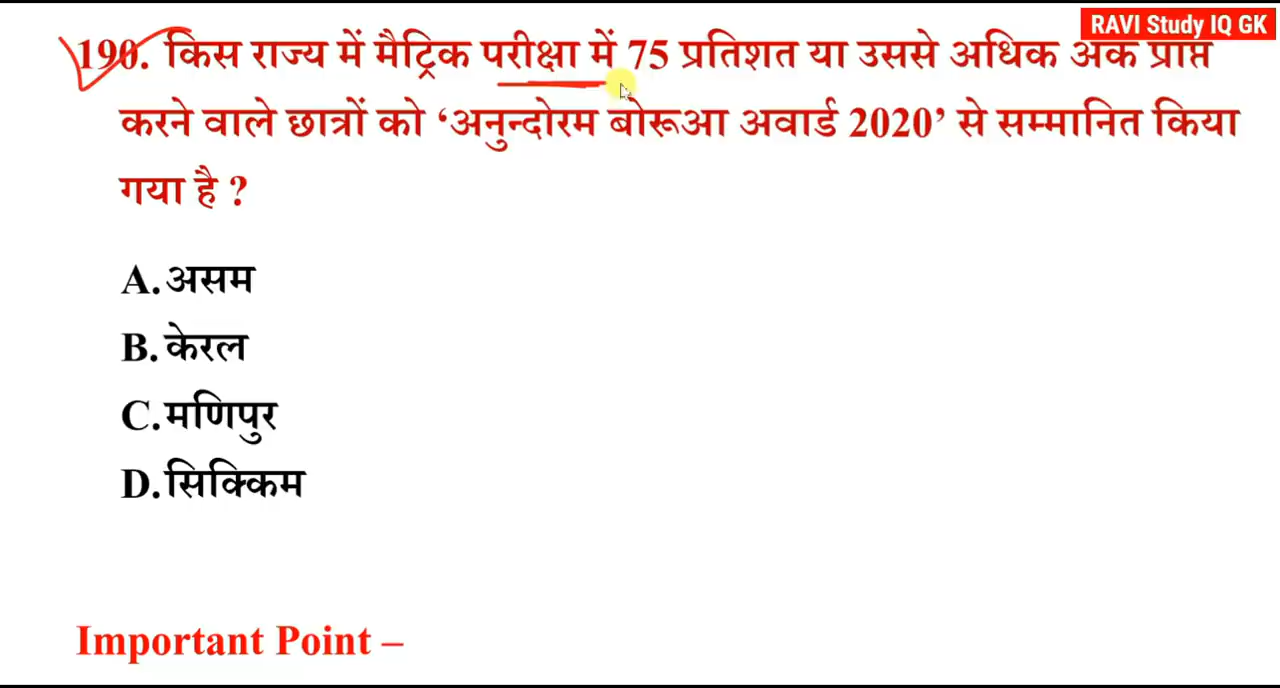 RAVI Study IQ GK
190. किस राज्य में मैट्रिक परीक्षा में 75 प्रतिशत या उससे अधिक अंक प्राप्त
करने वाले छात्रों को ‘अनुन्दोरम बोरूआ अवार्ड 2020’ से सम्मानित किया
गया है ?
A. असम
B. केरल
C. मणिपुर
D. सिक्किम
Important Point –